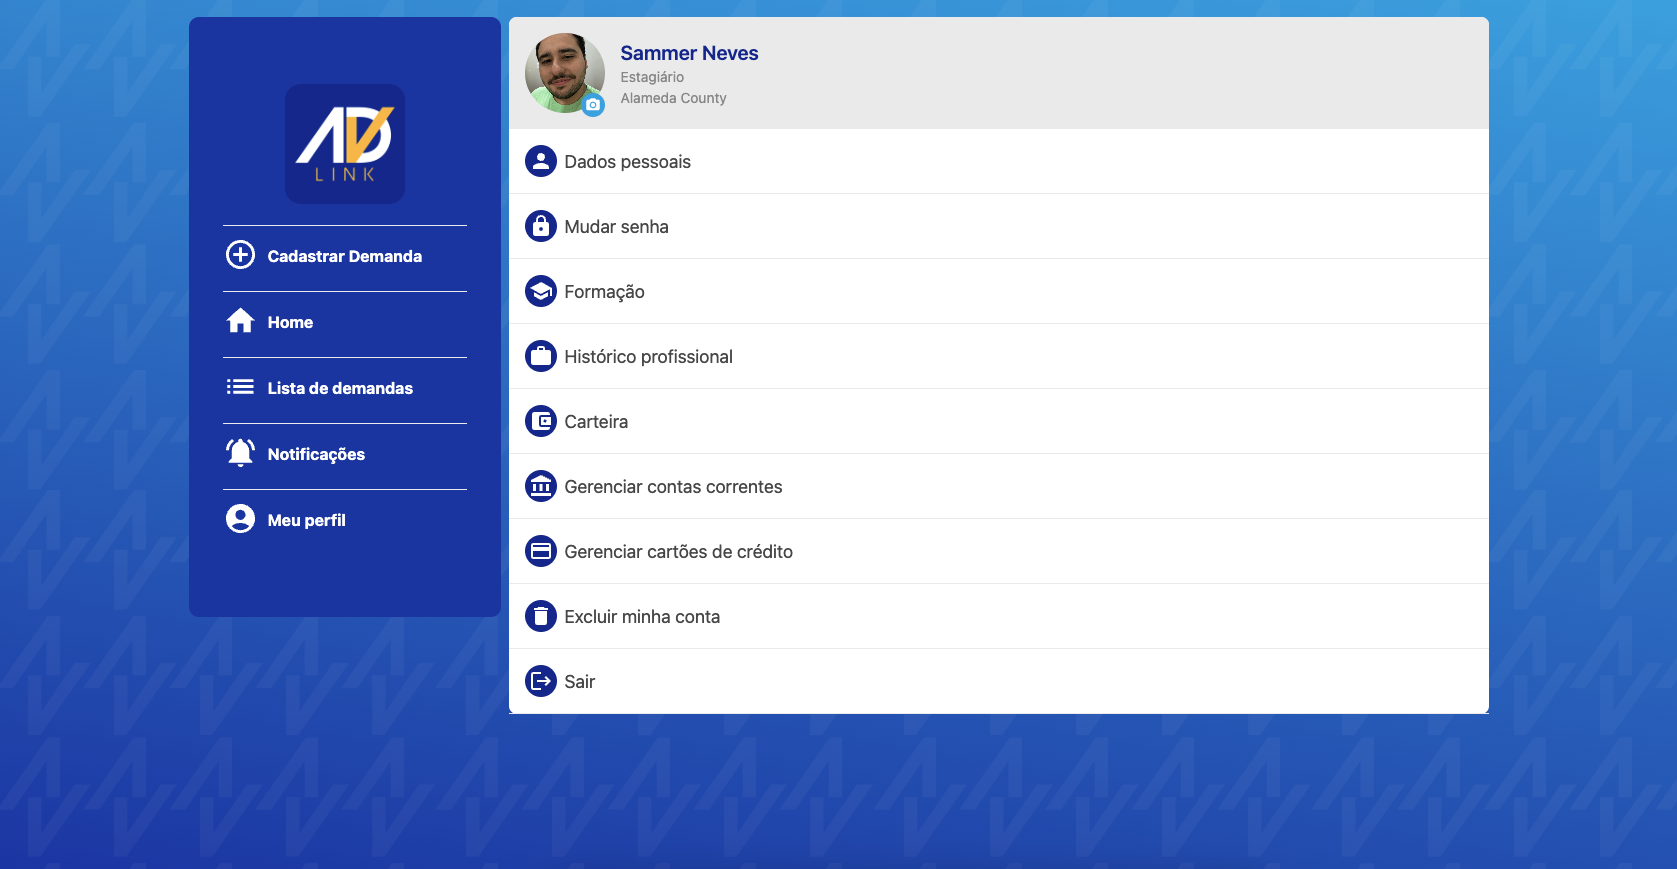 ADV
LINK
Cadastrar Demanda
Home
Lista de demandas
Notificações
Meu perfil
Sammer Neves
Estagiário
Alameda County
Dados pessoais
Mudar senha
Formação
Histórico profissional
Carteira
Gerenciar contas correntes
Gerenciar cartões de crédito
Excluir minha conta
Sair